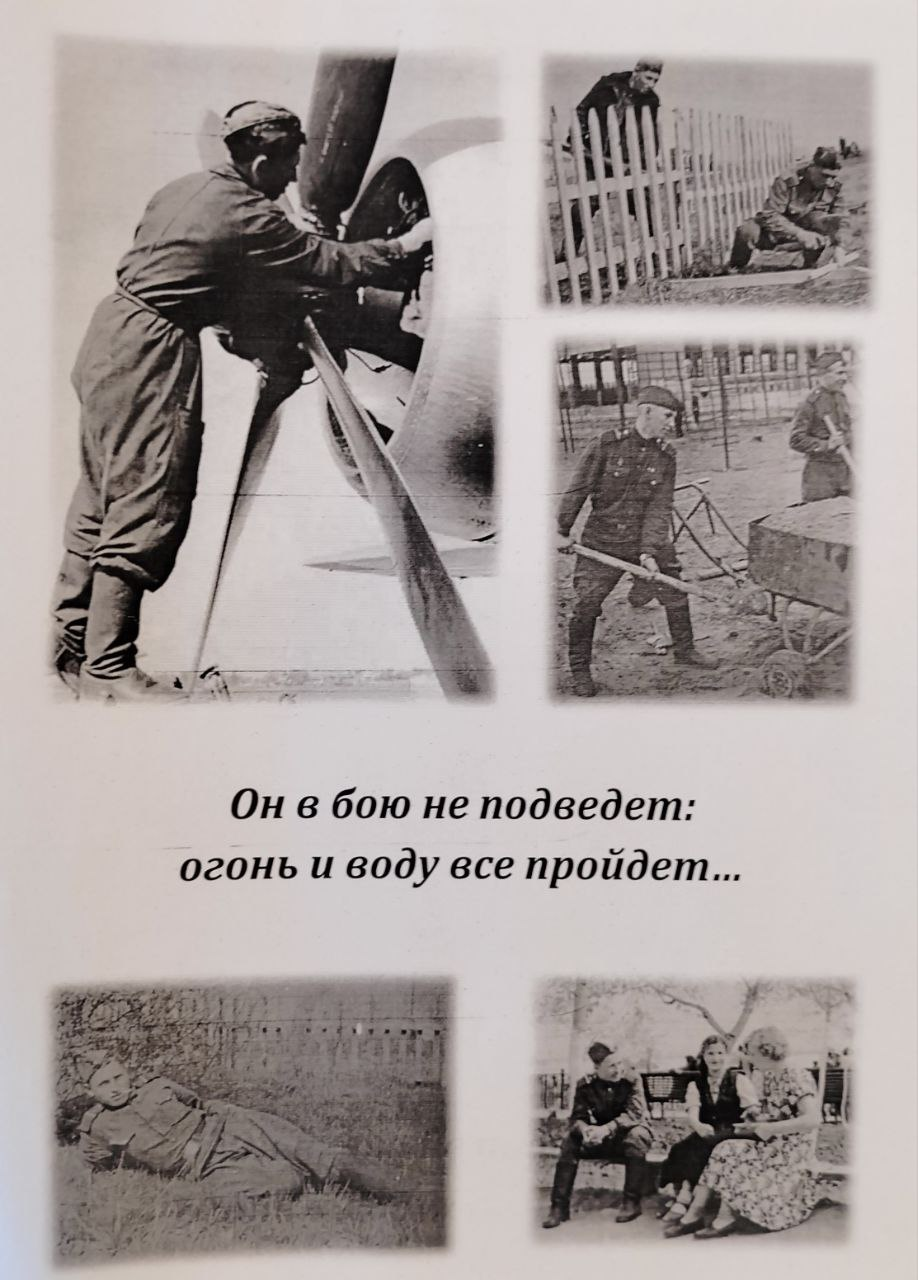 Он в бою не подведет:
огонь и воду все пройдет...